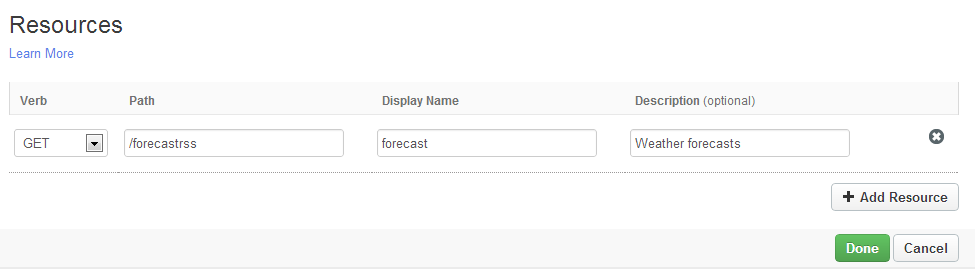 Resources
Learn More
Verb Path Display Name Description (optional)
GET /forecastrss forecast Weather forecasts
Add Resource
Done Cancel